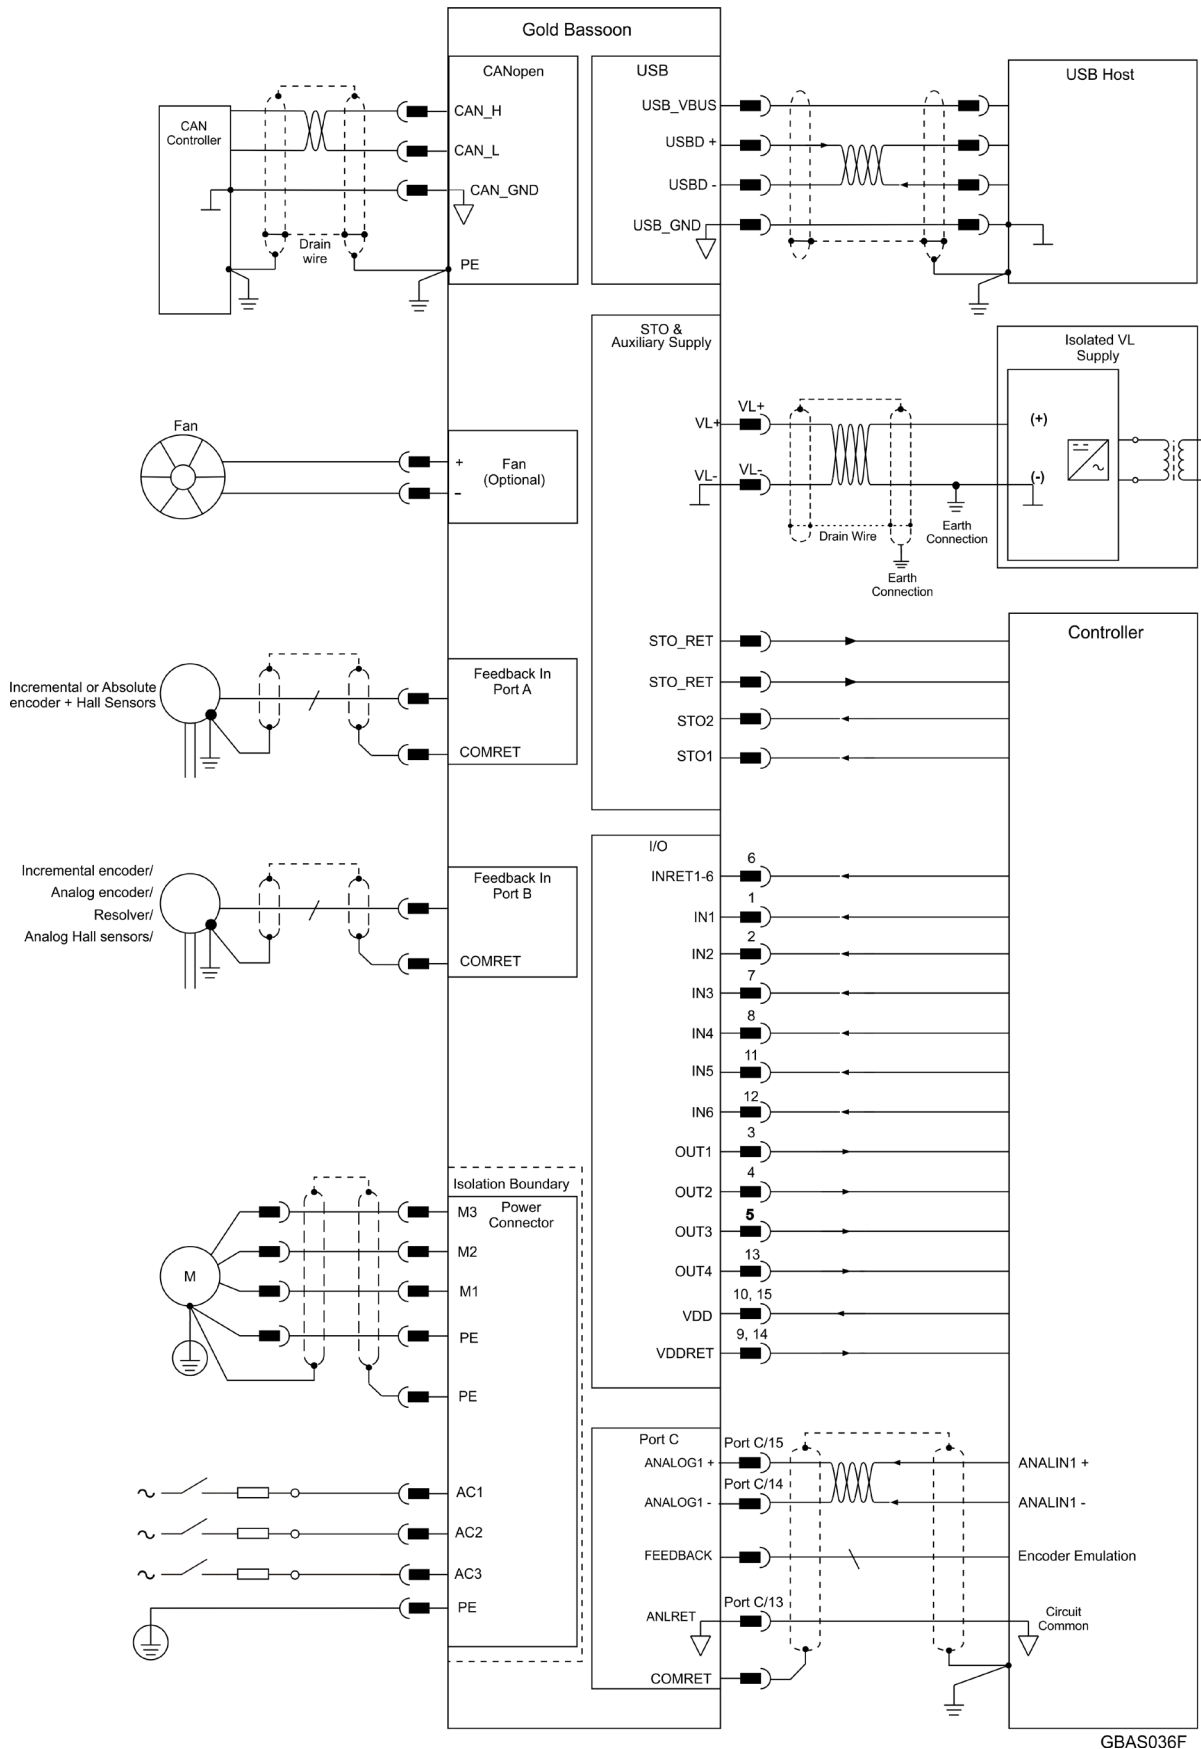 Gold Bassoon
CANopen
CAN
Controller
CAN_H
CAN_L
CAN_GND
Drain
wire
PE
USB
USB Host
USB_VBUS
USBD +
USBD -
USB_GND
STO &
Auxiliary Supply
Isolated VL
Supply
VL+
VL+
(+)
VL-
VL-
(-)
Drain Wire
Earth
Connection
Earth
Connection
Fan
Fan
(Optional)
+
-
Controller
STO_RET
STO_RET
STO2
STO1
Incremental or Absolute
encoder + Hall Sensors
Feedback In
Port A
COMRET
Incremental encoder/
Analog encoder/
Resolver/
Analog Hall sensors/
Feedback In
Port B
COMRET
I/O
INRET1-6
6
IN1
1
IN2
2
IN3
7
IN4
8
IN5
11
IN6
12
OUT1
3
OUT2
4
OUT3
5
OUT4
13
VDD
10, 15
VDDRET
9, 14
Isolation Boundary
Power
Connector
M
M3
M2
M1
PE
PE
AC1
AC2
AC3
PE
Port C
ANALOG1 +
Port C/15
ANALIN1 +
ANALOG1 -
Port C/14
ANALIN1 -
FEEDBACK
Encoder Emulation
ANLRET
Port C/13
Circuit
Common
COMRET
GBAS036F